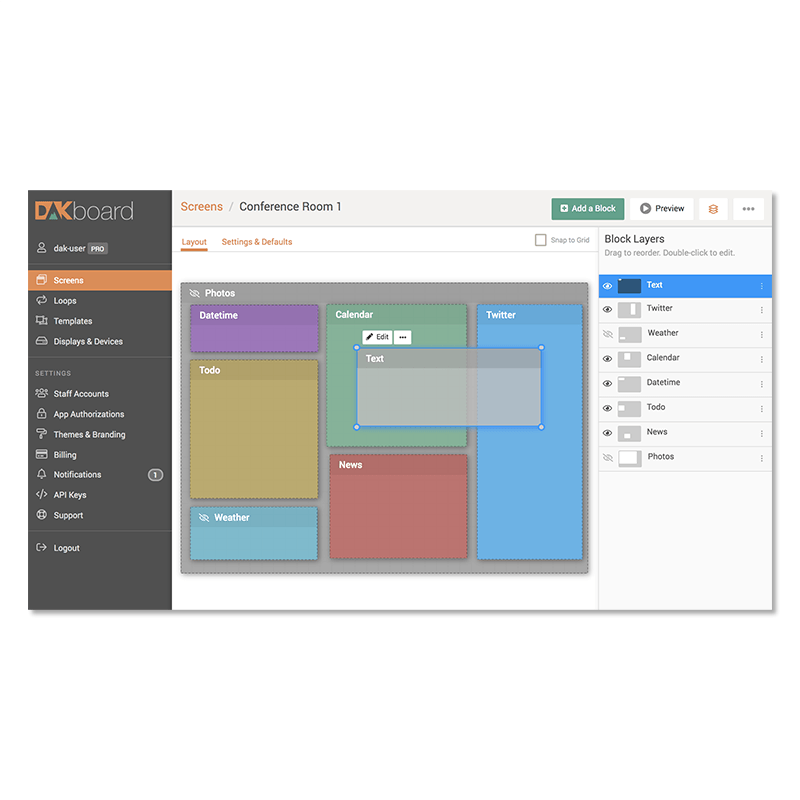 DAKboard
dak-user PRO
Screens
Loops
Templates
Displays & Devices
SETTINGS
Staff Accounts
App Authorizations
Themes & Branding
Billing
Notifications 1
API Keys
Support
Logout
Screens / Conference Room 1
Add a Block
Preview
Layout
Settings & Defaults
Snap to Grid
Photos
Datetime
Calendar
Twitter
Edit
Text
Todo
News
Weather
Block Layers
Drag to reorder. Double-click to edit.
Text
Twitter
Weather
Calendar
Datetime
Todo
News
Photos